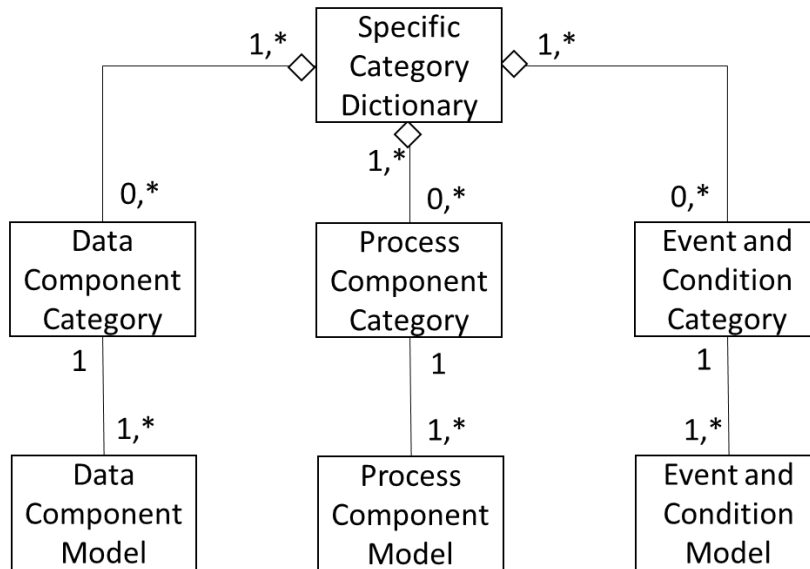 Specific
Category
Dictionary
1,*
1,*
1,*
0,*
0,*
0,*
Data
Component
Category
Process
Component
Category
Event and
Condition
Category
1
1
1
1,*
1,*
1,*
Data
Component
Model
Process
Component
Model
Event and
Condition
Model